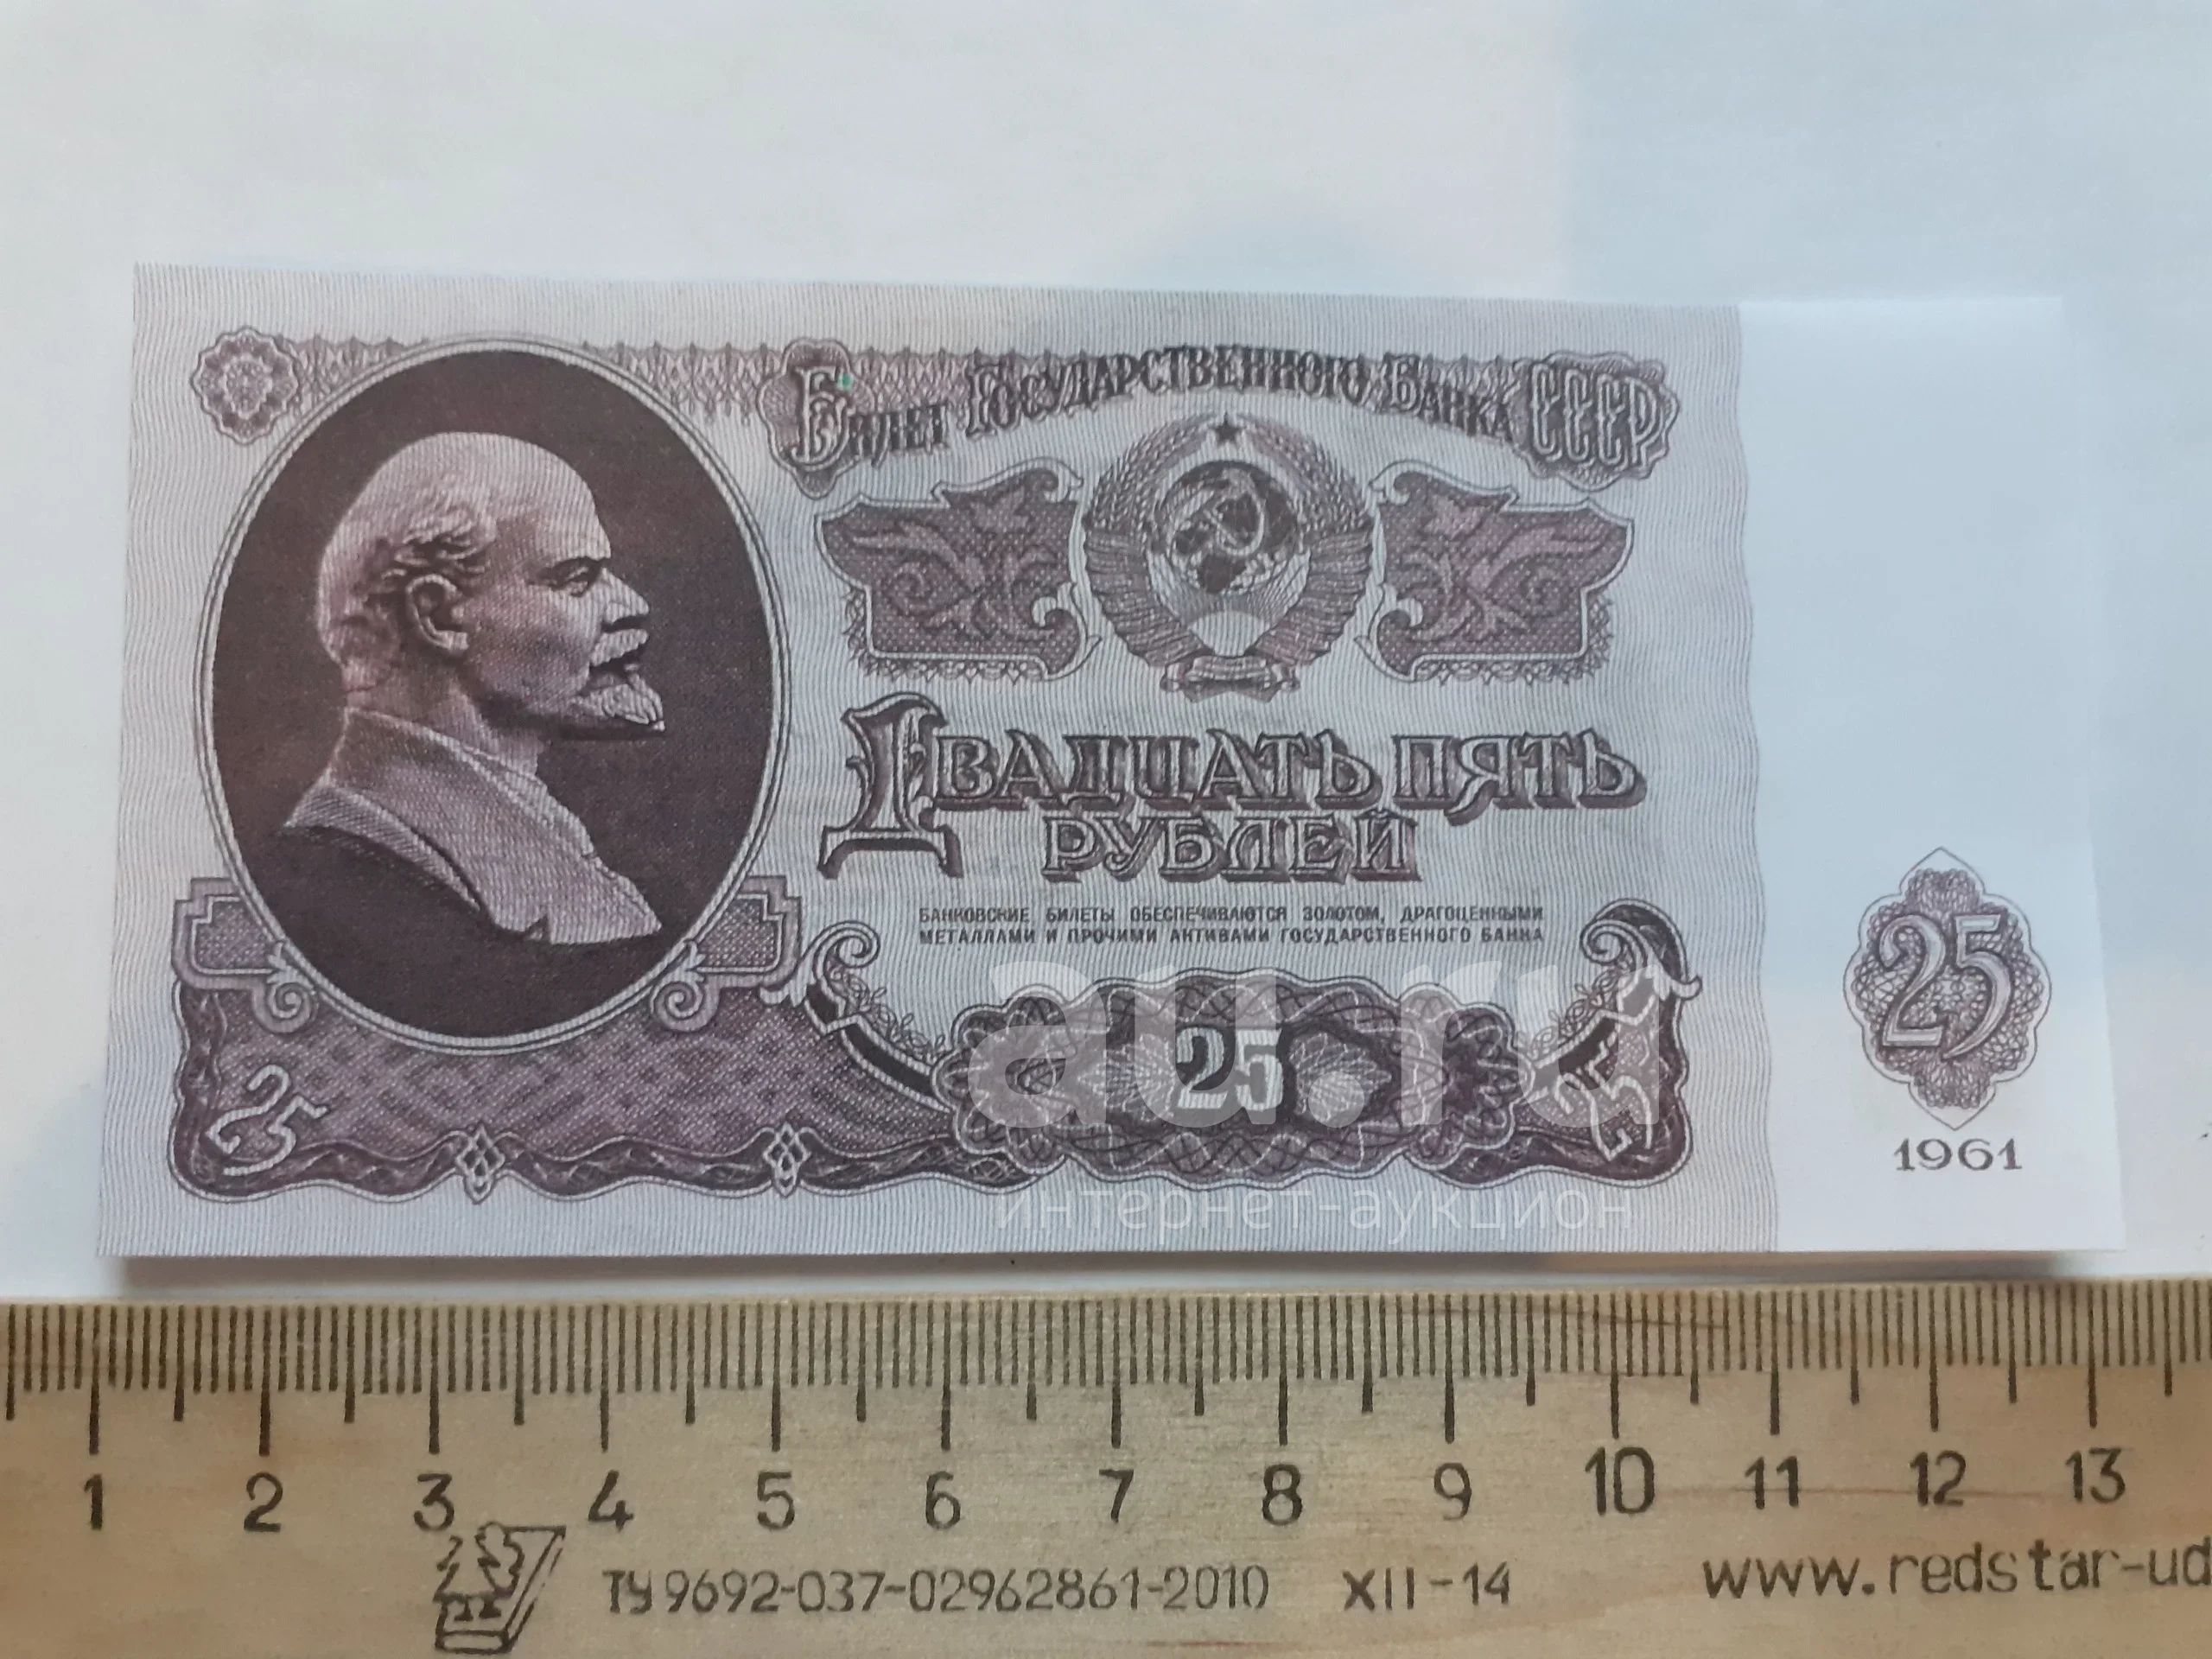 Билет Государственного Банка СССР
Двадцать пять
рублей
БАНКОВСКИЕ БИЛЕТЫ ОБЕСПЕЧИВАЮТСЯ ЗОЛОТОМ, ДРАГОЦЕННЫМИ
МЕТАЛЛАМИ И ПРОЧИМИ АКТИВАМИ ГОСУДАРСТВЕННОГО БАНКА
25
25
25
25
1961
au.ru
интернет-аукцион
1 2 3 4 5 6 7 8 9 10 11 12 13
ТУ 9692-037-02962861-2010 XII-14 www.redstar-ud